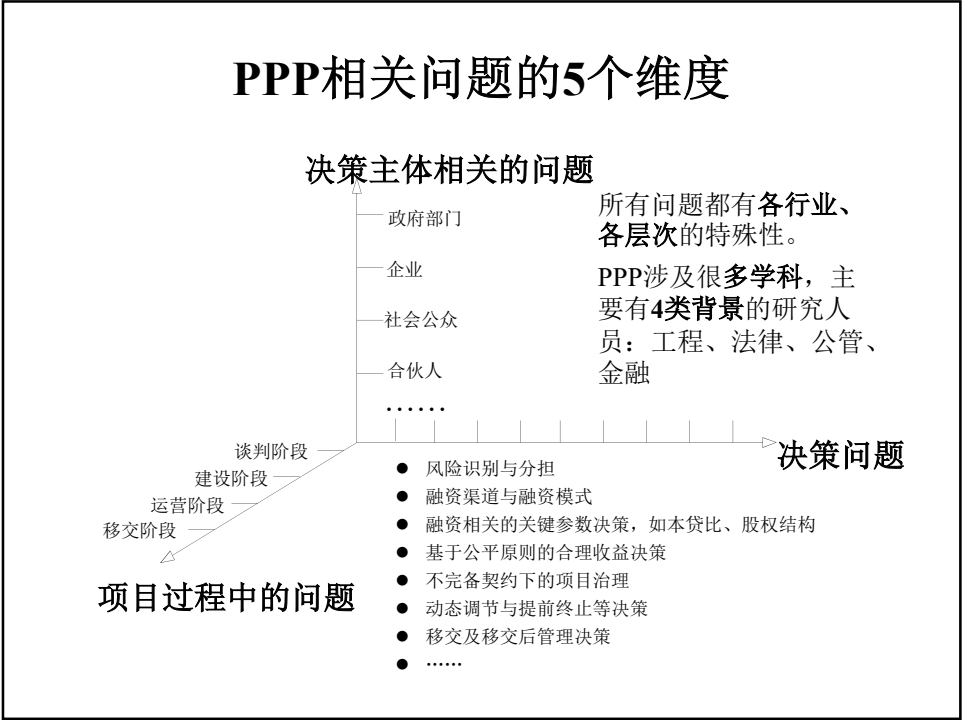 PPP相关问题的5个维度
决策主体相关的问题
政府部门
企业
社会公众
合伙人
……
所有问题都有各行业、
各层次的特殊性。
PPP涉及很多学科，主
要有4类背景的研究人
员：工程、法律、公管、
金融
决策问题
谈判阶段
建设阶段
运营阶段
移交阶段
项目过程中的问题
● 风险识别与分担
● 融资渠道与融资模式
● 融资相关的关键参数决策，如本贷比、股权结构
● 基于公平原则的合理收益决策
● 不完备契约下的项目治理
● 动态调节与提前终止等决策
● 移交及移交后管理决策
● ……